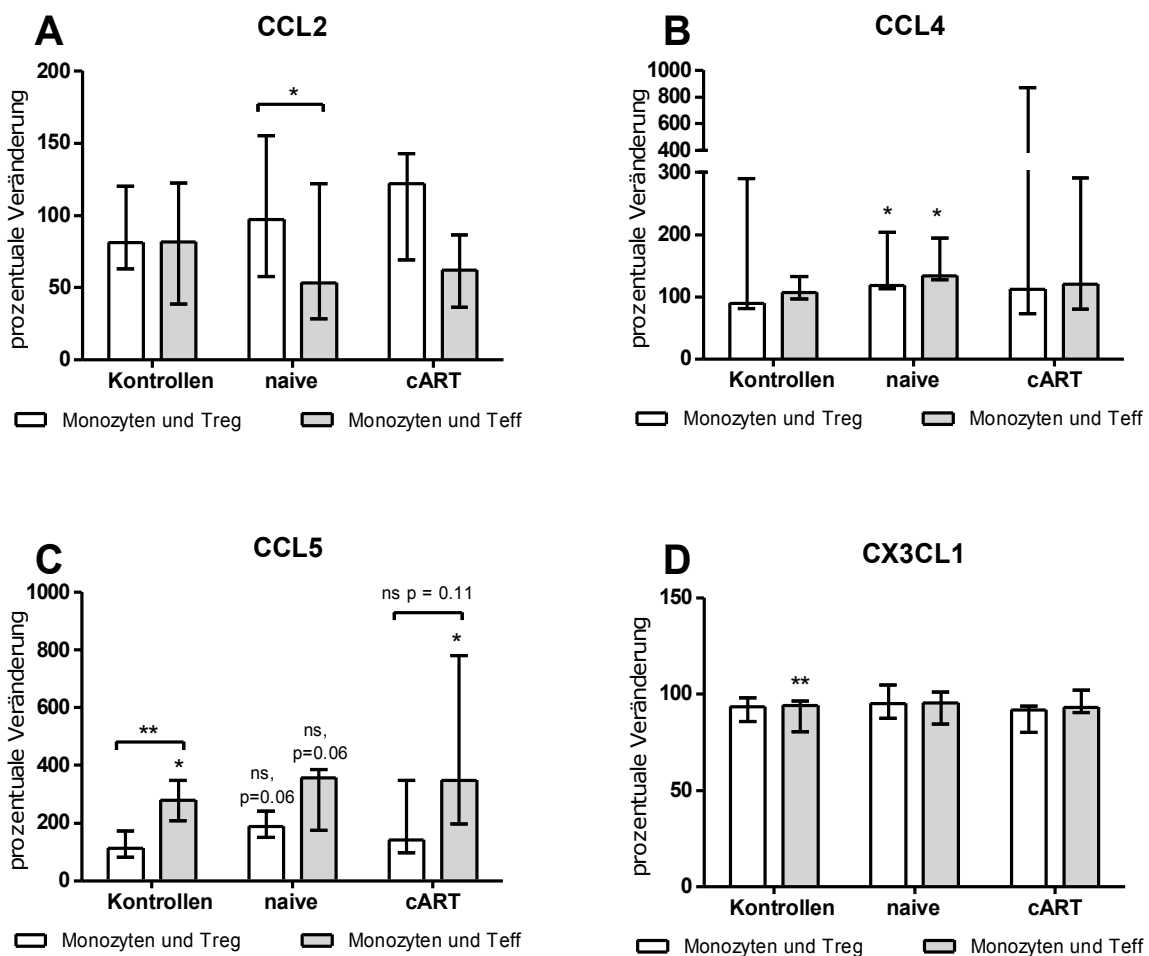 A
CCL2
prozentuale Veränderung
200
150
100
50
0
*
Kontrollen naive cART
Monozyten und Treg Monozyten und Teff
B
CCL4
prozentuale Veränderung
1000
800
600
400
300
200
100
0
* *
Kontrollen naive cART
Monozyten und Treg Monozyten und Teff
C
CCL5
prozentuale Veränderung
1000
800
600
400
200
0
**
*
ns,
p=0.06
ns,
p=0.06
ns p = 0.11
*
Kontrollen naive cART
Monozyten und Treg Monozyten und Teff
D
CX3CL1
prozentuale Veränderung
150
100
50
0
**
Kontrollen naive cART
Monozyten und Treg Monozyten und Teff